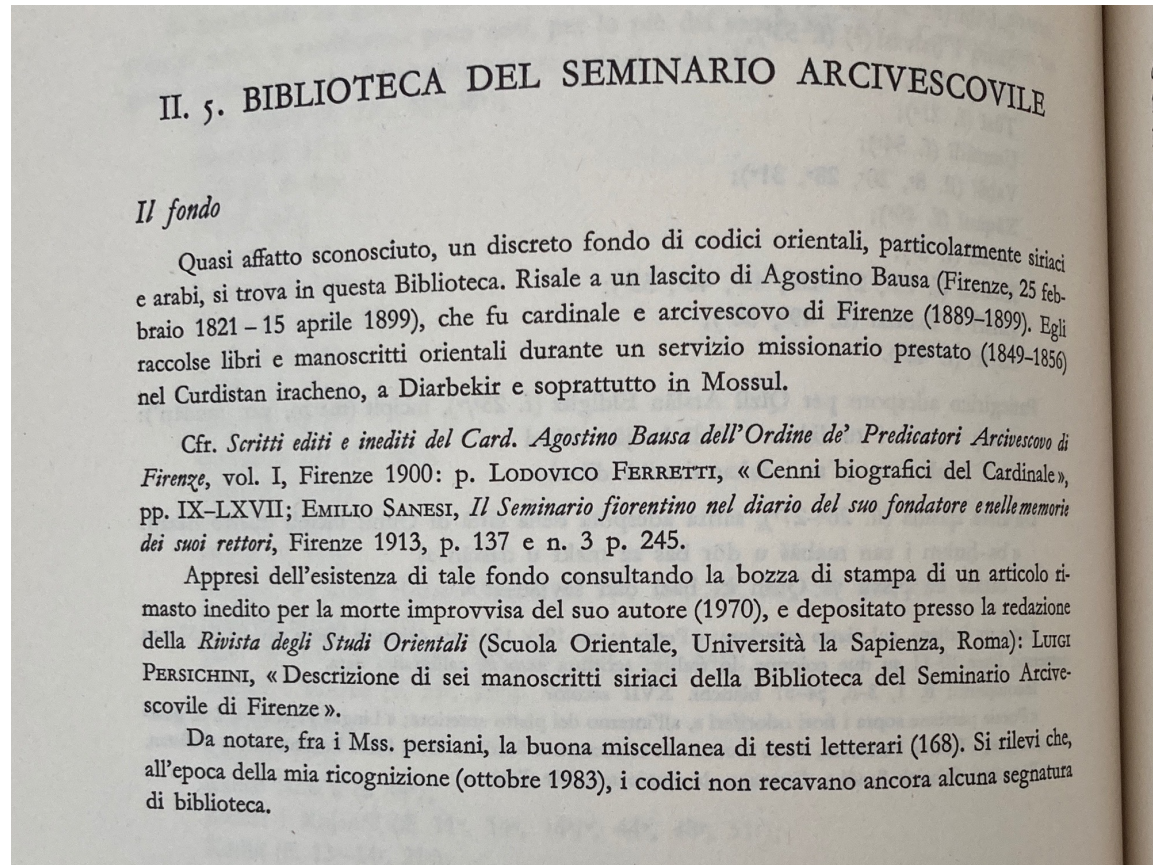 II. 5. BIBLIOTECA DEL SEMINARIO ARCIVESCOVILE
Il fondo
Quasi affatto sconosciuto, un discreto fondo di codici orientali, particolarmente siriaci
e arabi, si trova in questa Biblioteca. Risale a un lascito di Agostino Bausa (Firenze, 25 feb-
braio 1821 – 15 aprile 1899), che fu cardinale e arcivescovo di Firenze (1889–1899). Egli
raccolse libri e manoscritti orientali durante un servizio missionario prestato (1849–1856)
nel Curdistan iracheno, a Diarbekir e soprattutto in Mossul.
Cfr. Scritti editi e inediti del Card. Agostino Bausa dell'Ordine de' Predicatori Arcivescovo di
Firenze, vol. I, Firenze 1900: p. LODOVICO FERRETTI, « Cenni biografici del Cardinale »,
pp. IX–LXVII; EMILIO SANESI, Il Seminario fiorentino nel diario del suo fondatore e nelle memorie
dei suoi rettori, Firenze 1913, p. 137 e n. 3 p. 245.
Appresi dell'esistenza di tale fondo consultando la bozza di stampa di un articolo ri-
masto inedito per la morte improvvisa del suo autore (1970), e depositato presso la redazione
della Rivista degli Studi Orientali (Scuola Orientale, Università la Sapienza, Roma): LUIGI
PERSICHINI, « Descrizione di sei manoscritti siriaci della Biblioteca del Seminario Arcive-
scovile di Firenze ».
Da notare, fra i Mss. persiani, la buona miscellanea di testi letterari (168). Si rilevi che,
all'epoca della mia ricognizione (ottobre 1983), i codici non recavano ancora alcuna segnatura
di biblioteca.